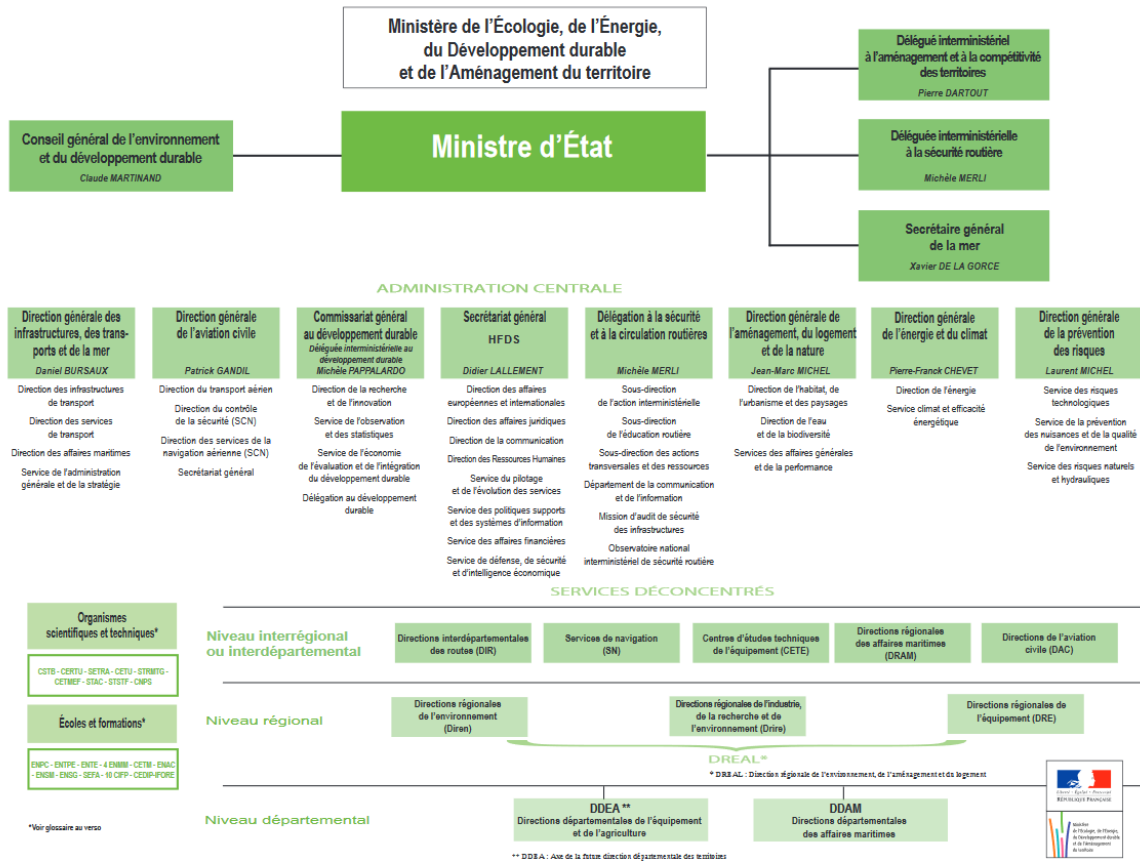 Ministère de l'Écologie, de l'Énergie,
du Développement durable
et de l'Aménagement du territoire
Délégué interministériel
à l'aménagement et à la compétitivité
des territoires
Pierre DARTOUT
Conseil général de l'environnement
et du développement durable
Claude MARTINAND
Ministre d'État
Déléguée interministérielle
à la sécurité routière
Michèle MERLI
Secrétaire général
de la mer
Xavier DE LA GORCE
ADMINISTRATION CENTRALE
Direction générale des
infrastructures, des trans-
ports et de la mer
Daniel BURSAUX
Direction des infrastructures
de transport
Direction des services
de transport
Direction des affaires maritimes
Service de l'administration
générale et de la stratégie
Direction générale
de l'aviation civile
Patrick GANDIL
Direction du transport aérien
Direction du contrôle
de la sécurité (SCN)
Direction des services de la
navigation aérienne (SCN)
Secrétariat général
Commissariat général
au développement durable
Déléguée interministérielle au
développement durable
Michèle PAPPALARDO
Direction de la recherche
et de l'innovation
Service de l'observation
et des statistiques
Service de l'économie
de l'évaluation et de l'intégration
du développement durable
Délégation au développement
durable
Secrétariat général
HFDS
Didier LALLEMENT
Direction des affaires
européennes et internationales
Direction des affaires juridiques
Direction de la communication
Direction des Ressources Humaines
Service du pilotage
et de l'évolution des services
Service des politiques supports
et des systèmes d'information
Service des affaires financières
Service de défense, de sécurité
et d'intelligence économique
Délégation à la sécurité
et à la circulation routières
Michèle MERLI
Sous-direction
de l'action interministérielle
Sous-direction
de l'éducation routière
Sous-direction des actions
transversales et des ressources
Département de la communication
et de l'information
Mission d'audit de sécurité
des infrastructures
Observatoire national
interministériel de sécurité routière
Direction générale de
l'aménagement, du logement
et de la nature
Jean-Marc MICHEL
Direction de l'habitat, de
l'urbanisme et des paysages
Direction de l'eau
et de la biodiversité
Services des affaires générales
et de la performance
Direction générale
de l'énergie et du climat
Pierre-Franck CHEVET
Direction de l'énergie
Service climat et efficacité
énergétique
Direction générale
de la prévention
des risques
Laurent MICHEL
Service des risques
technologiques
Service de la prévention
des nuisances et de la qualité
de l'environnement
Service des risques naturels
et hydrauliques
SERVICES DÉCONCENTRÉS
Organismes
scientifiques et techniques*
CSTB - CERTU - SETRA - CETU - STRMTG -
CETMEF - STAC - STSTF - CNPS
Écoles et formations*
ENPC - ENTPE - ENTE - 4 ENMM - CETM - ENAC
- ENSM - ENSG - SEFA - 10 CIFP - CEDIP-IFORE
*Voir glossaire au verso
Niveau interrégional
ou interdépartemental
Directions interdépartementales
des routes (DIR)
Services de navigation
(SN)
Centres d'études techniques
de l'équipement (CETE)
Directions régionales
des affaires maritimes
(DRAM)
Directions de l'aviation
civile (DAC)
Niveau régional
Directions régionales
de l'environnement
(Diren)
Directions régionales de l'industrie,
de la recherche et de
l'environnement (Drire)
Directions régionales de
l'équipement (DRE)
DREAL*
* DREAL : Direction régionale de l'environnement, de l'aménagement et du logement
Niveau départemental
DDEA **
Directions départementales de l'équipement
et de l'agriculture
DDAM
Directions départementales
des affaires maritimes
** DDEA : Axe de la future direction départementale des territoires
Liberté • Égalité • Fraternité
RÉPUBLIQUE FRANÇAISE
Ministère
de l'Écologie, de l'Énergie,
du Développement durable
et de l'Aménagement
du territoire